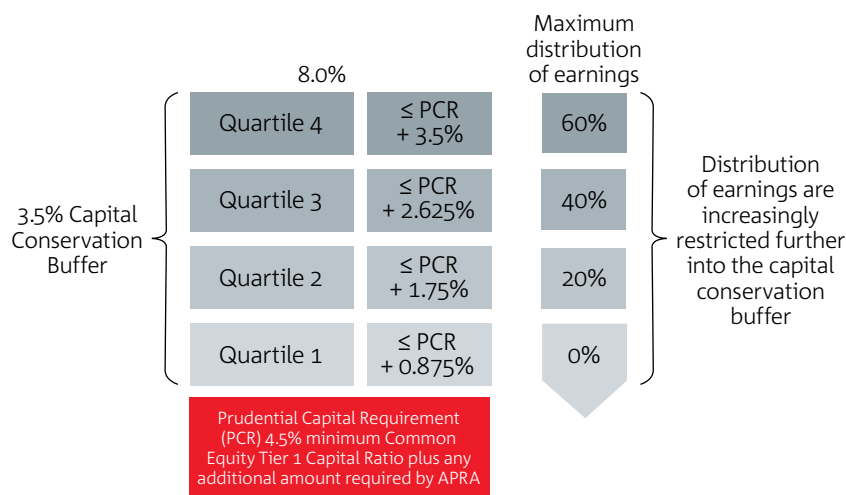 8.0%
Maximum
distribution
of earnings
3.5% Capital
Conservation
Buffer
Quartile 4
≤ PCR
+ 3.5%
60%
Quartile 3
≤ PCR
+ 2.625%
40%
Quartile 2
≤ PCR
+ 1.75%
20%
Quartile 1
≤ PCR
+ 0.875%
0%
Distribution
of earnings are
increasingly
restricted further
into the capital
conservation
buffer
Prudential Capital Requirement
(PCR) 4.5% minimum Common
Equity Tier 1 Capital Ratio plus any
additional amount required by APRA